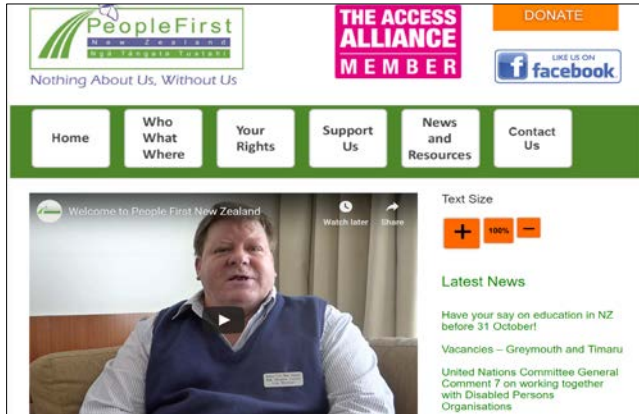 PeopleFirst
New Zealand
Ngā Tāngata Tuatahi
Nothing About Us, Without Us
THE ACCESS
ALLIANCE
MEMBER
DONATE
LIKE US ON
facebook
Home
Who
What
Where
Your
Rights
Support
Us
News
and
Resources
Contact
Us
Welcome to People First New Zealand
Watch later
Share
Text Size
+
100%
−
Latest News
Have your say on education in NZ
before 31 October!
Vacancies – Greymouth and Timaru
United Nations Committee General
Comment 7 on working together
with Disabled Persons
Organisations